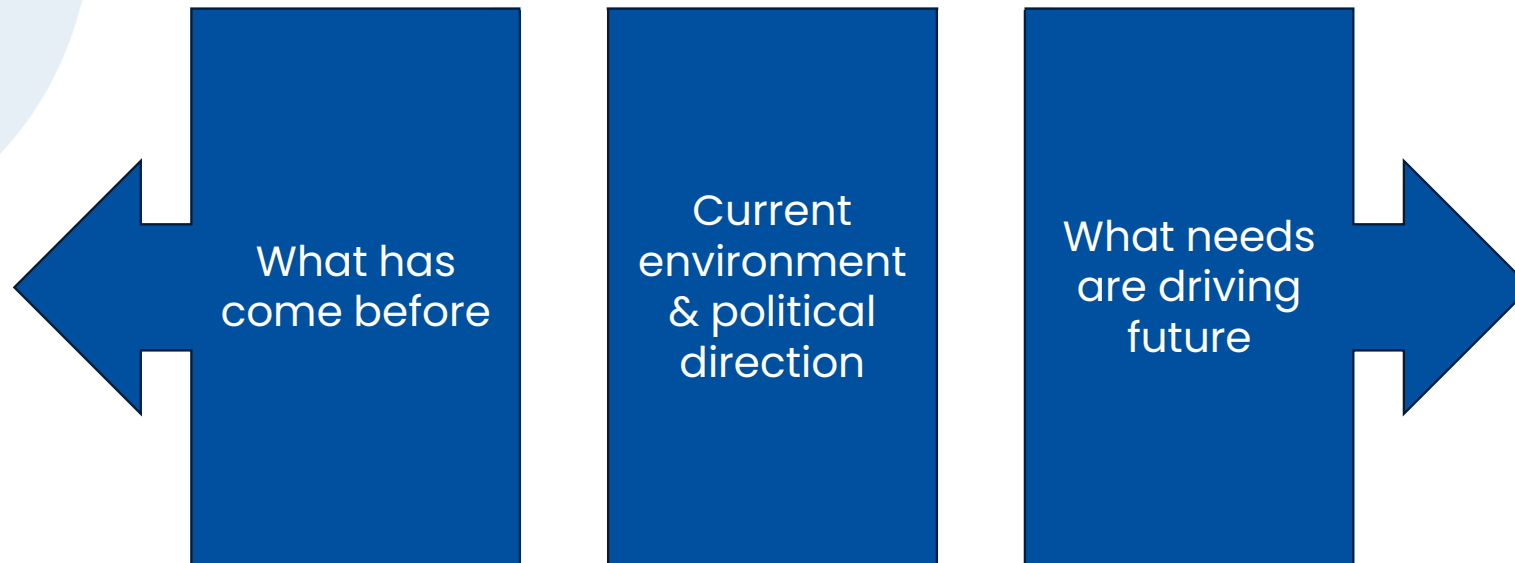 What has
come before
Current
environment
& political
direction
What needs
are driving
future